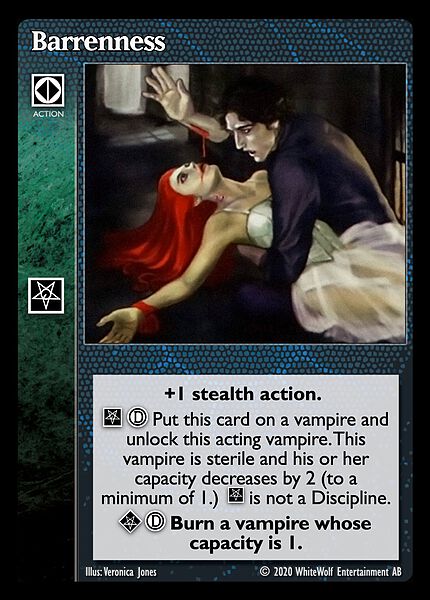 Barrenness
ACTION
+1 stealth action.
D Put this card on a vampire and
unlock this acting vampire. This
vampire is sterile and his or her
capacity decreases by 2 (to a
minimum of 1.) is not a Discipline.
D Burn a vampire whose
capacity is 1.
Illus: Veronica Jones © 2020 WhiteWolf Entertainment AB